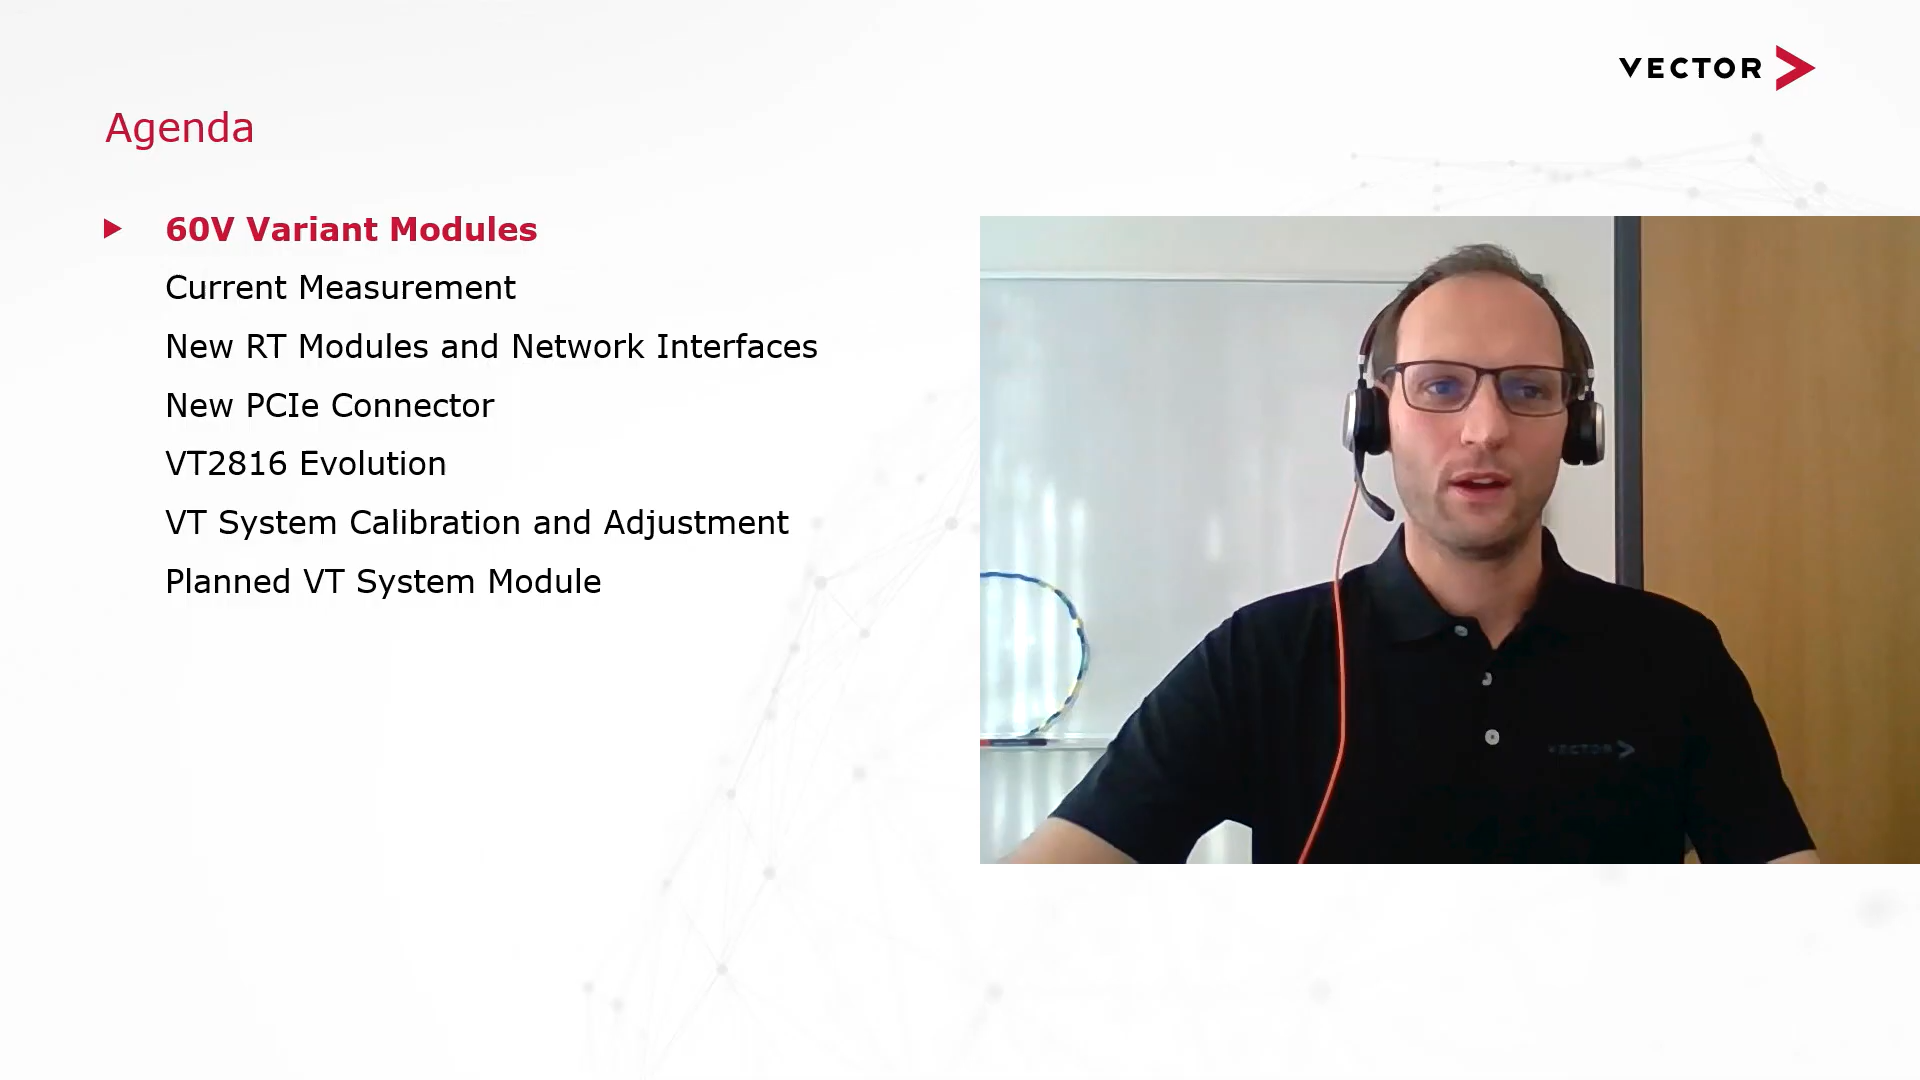 VECTOR
Agenda
60V Variant Modules
Current Measurement
New RT Modules and Network Interfaces
New PCIe Connector
VT2816 Evolution
VT System Calibration and Adjustment
Planned VT System Module
VECTOR